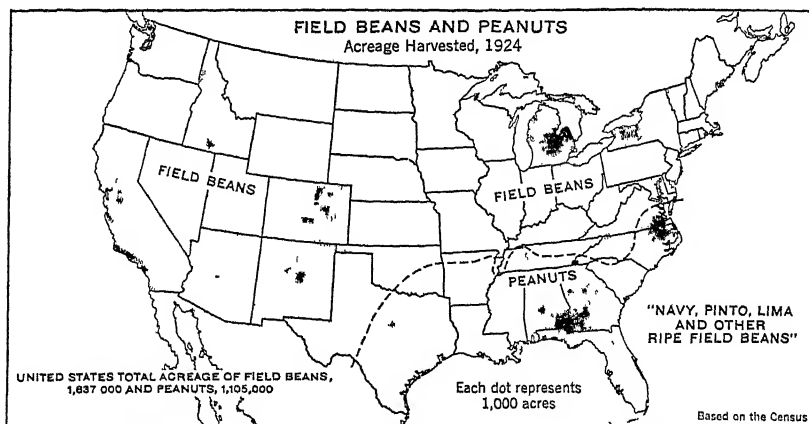 FIELD BEANS AND PEANUTS
Acreage Harvested, 1924
FIELD BEANS
FIELD BEANS
PEANUTS
"NAVY, PINTO, LIMA
AND OTHER
RIPE FIELD BEANS"
UNITED STATES TOTAL ACREAGE OF FIELD BEANS,
1,837 000 AND PEANUTS, 1,105,000
Each dot represents
1,000 acres
Based on the Census